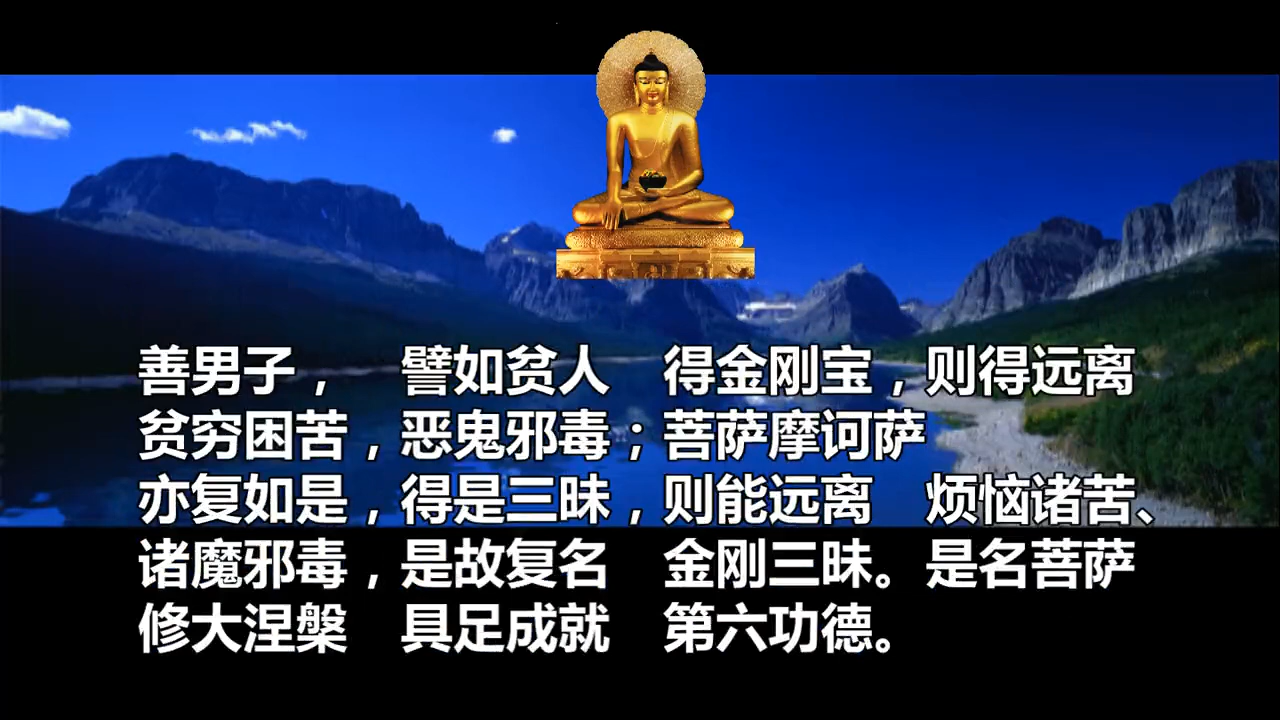 善男子， 譬如贫人 得金刚宝，则得远离
贫穷困苦，恶鬼邪毒；菩萨摩诃萨
亦复如是，得是三昧，则能远离 烦恼诸苦、
诸魔邪毒，是故复名 金刚三昧。是名菩萨
修大涅槃 具足成就 第六功德。